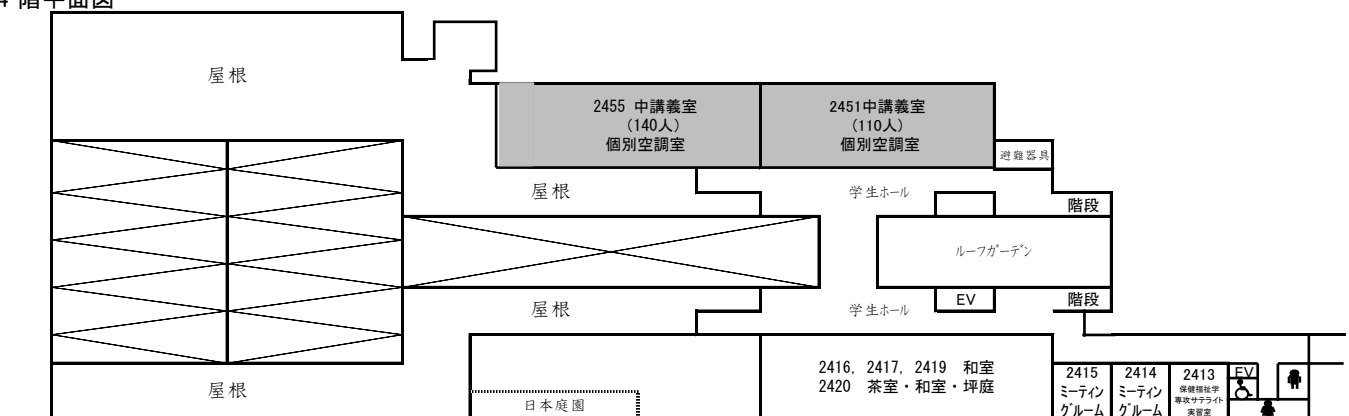 4 階平面図
屋根
2455 中講義室
(140人)
個別空調室
2451中講義室
(110人)
個別空調室
避難器具
屋根
学生ホール
階段
ルーフガーデン
屋根
学生ホール
EV
階段
屋根
日本庭園
2416, 2417, 2419 和室
2420 茶室・和室・坪庭
2415
ミーティン
グルーム
2414
ミーティン
グルーム
2413
保健福祉学
専攻サテライト
実習室
EV